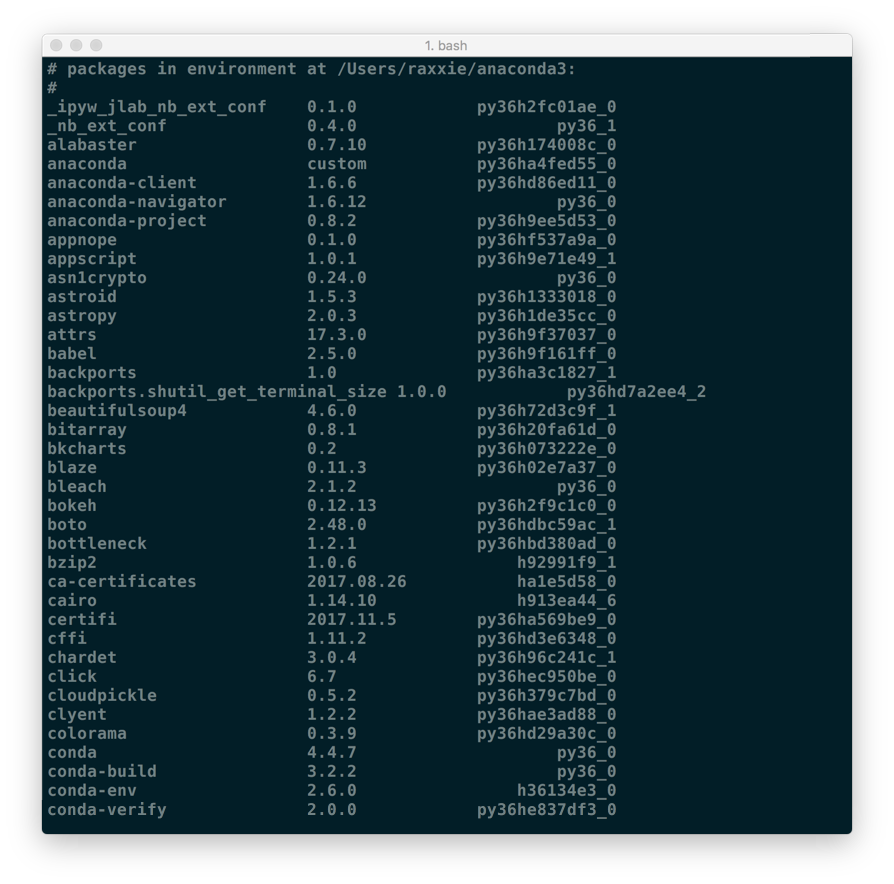 1. bash
# packages in environment at /Users/raxxie/anaconda3:
#
_ipyw_jlab_nb_ext_conf    0.1.0            py36h2fc01ae_0
_nb_ext_conf              0.4.0                    py36_1
alabaster                 0.7.10           py36h174008c_0
anaconda                  custom           py36ha4fed55_0
anaconda-client           1.6.6            py36hd86ed11_0
anaconda-navigator        1.6.12                   py36_0
anaconda-project          0.8.2            py36h9ee5d53_0
appnope                   0.1.0            py36hf537a9a_0
appscript                 1.0.1            py36h9e71e49_1
asn1crypto                0.24.0                   py36_0
astroid                   1.5.3            py36h1333018_0
astropy                   2.0.3            py36h1de35cc_0
attrs                     17.3.0           py36h9f37037_0
babel                     2.5.0            py36h9f161ff_0
backports                 1.0              py36ha3c1827_1
backports.shutil_get_terminal_size 1.0.0            py36hd7a2ee4_2
beautifulsoup4            4.6.0            py36h72d3c9f_1
bitarray                  0.8.1            py36h20fa61d_0
bkcharts                  0.2              py36h073222e_0
blaze                     0.11.3           py36h02e7a37_0
bleach                    2.1.2                    py36_0
bokeh                     0.12.13          py36h2f9c1c0_0
boto                      2.48.0           py36hdbc59ac_1
bottleneck                1.2.1            py36hbd380ad_0
bzip2                     1.0.6                h92991f9_1
ca-certificates           2017.08.26           ha1e5d58_0
cairo                     1.14.10              h913ea44_6
certifi                   2017.11.5        py36ha569be9_0
cffi                      1.11.2           py36hd3e6348_0
chardet                   3.0.4            py36h96c241c_1
click                     6.7              py36hec950be_0
cloudpickle               0.5.2            py36h379c7bd_0
clyent                    1.2.2            py36hae3ad88_0
colorama                  0.3.9            py36hd29a30c_0
conda                     4.4.7                    py36_0
conda-build               3.2.2                    py36_0
conda-env                 2.6.0                h36134e3_0
conda-verify              2.0.0            py36he837df3_0